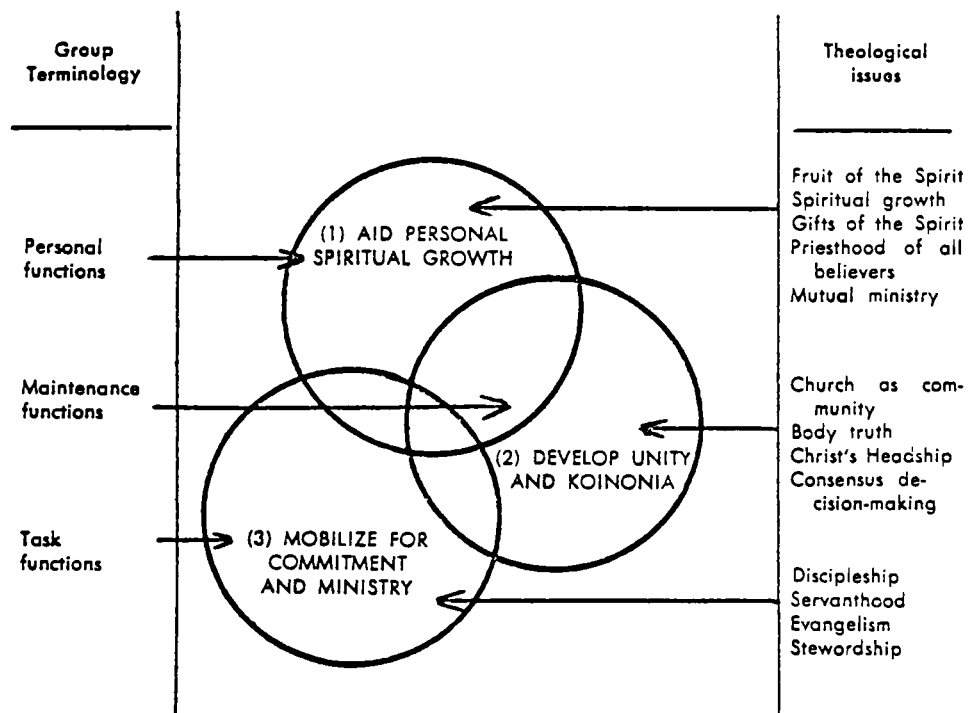 Group
Terminology
Theological
issues
Personal
functions
Maintenance
functions
Task
functions
(1) AID PERSONAL
SPIRITUAL GROWTH
(2) DEVELOP UNITY
AND KOINONIA
(3) MOBILIZE FOR
COMMITMENT
AND MINISTRY
Fruit of the Spirit
Spiritual growth
Gifts of the Spirit
Priesthood of all
believers
Mutual ministry
Church as com-
munity
Body truth
Christ's Headship
Consensus de-
cision-making
Discipleship
Servanthood
Evangelism
Stewardship